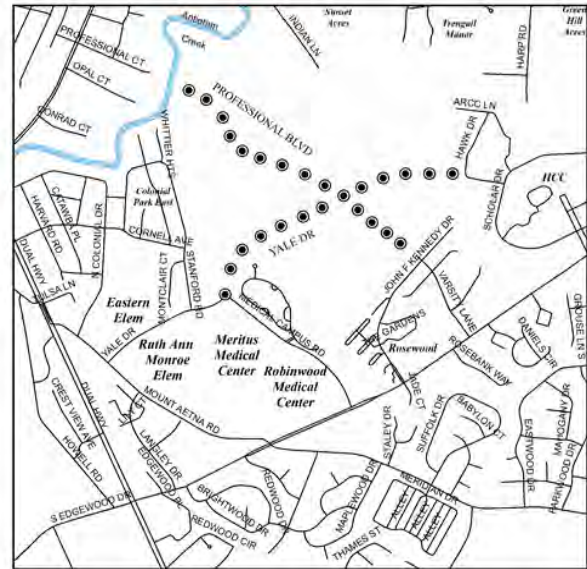 Sunset
Acres
Trenquil
Manor
Green
Hill
Acres
Antietam
Creek
INDIAN LN
HARP RD
PROFESSIONAL CT
OPAL CT
CONRAD CT
PROFESSIONAL BLVD
ARCC LN
HAWK DR
WHITTIER
HCC
SCHOLAR DR
Colonial
Park East
CATAWBA PL
HARVARD RD
N COLONIAL DR
CORNELL AVE
DUAL HWY
TULSA LN
YALE DR
STANFORD RD
MONTCLAIR CT
JOHN F KENNEDY DR
VARSITY LANE
Eastern
Elem
YALE DR
Ruth Ann
Monroe
Elem
Meritus
Medical
Center
MEDICAL CAMPUS RD
Robinwood
Medical
Center
GARDENS
Rosewood
ROSEBANK WAY
DANIELS CIR
GROUSE LN S
MOUNT AETNA RD
DUAL HWY
CREST VIEW AVE
HOWELL RD
LANGLEY DR
EDGEWOOD PL
JADE CT
STALEY DR
SUFFOLK DR
BABYLON CT
EASTWOOD DR
MAHOGANY DR
PARKWOOD DR
S EDGEWOOD DR
BRIGHTWOOD DR
REDWOOD DR
REDWOOD CIR
MAPLEWOOD DR
MERIDIAN DR
ALLEY
ALLEY
ALLEY
THAMES ST